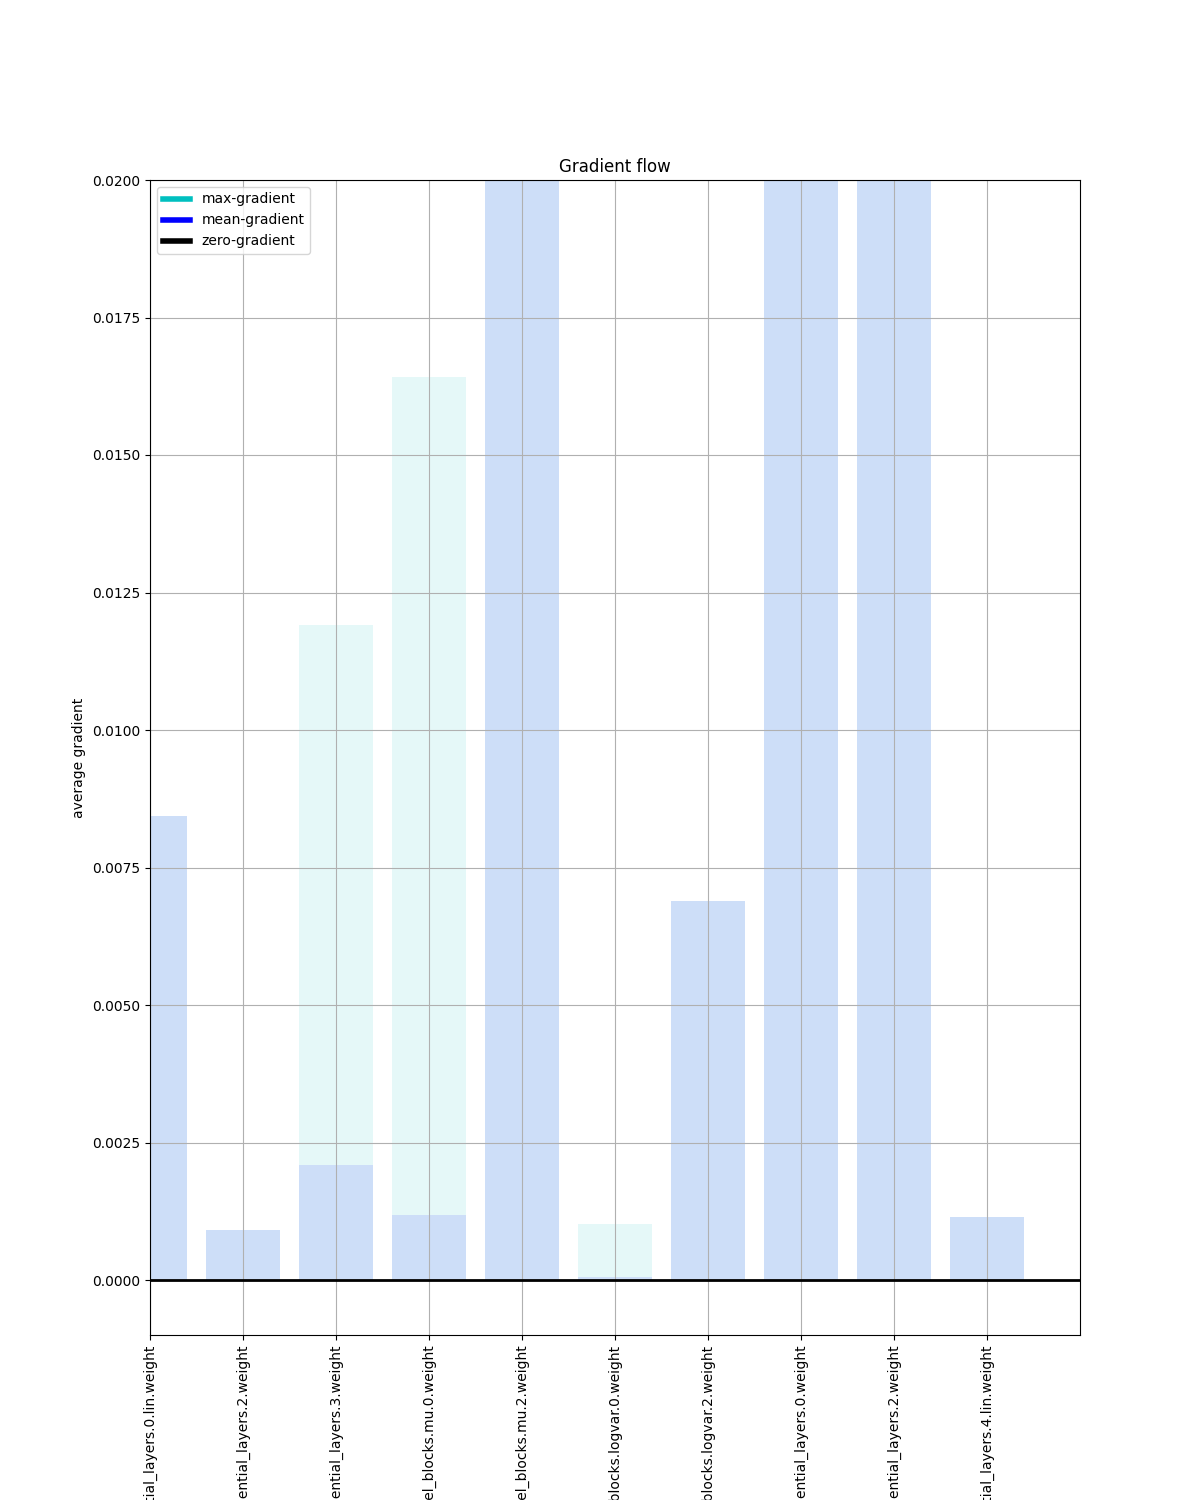 Gradient flow
max-gradient
mean-gradient
zero-gradient
0.0200
0.0175
0.0150
0.0125
0.0100
0.0075
0.0050
0.0025
0.0000
average gradient
tial_layers.0.lin.weight
ential_layers.2.weight
ential_layers.3.weight
el_blocks.mu.0.weight
el_blocks.mu.2.weight
blocks.logvar.0.weight
blocks.logvar.2.weight
ential_layers.0.weight
ential_layers.2.weight
tial_layers.4.lin.weight